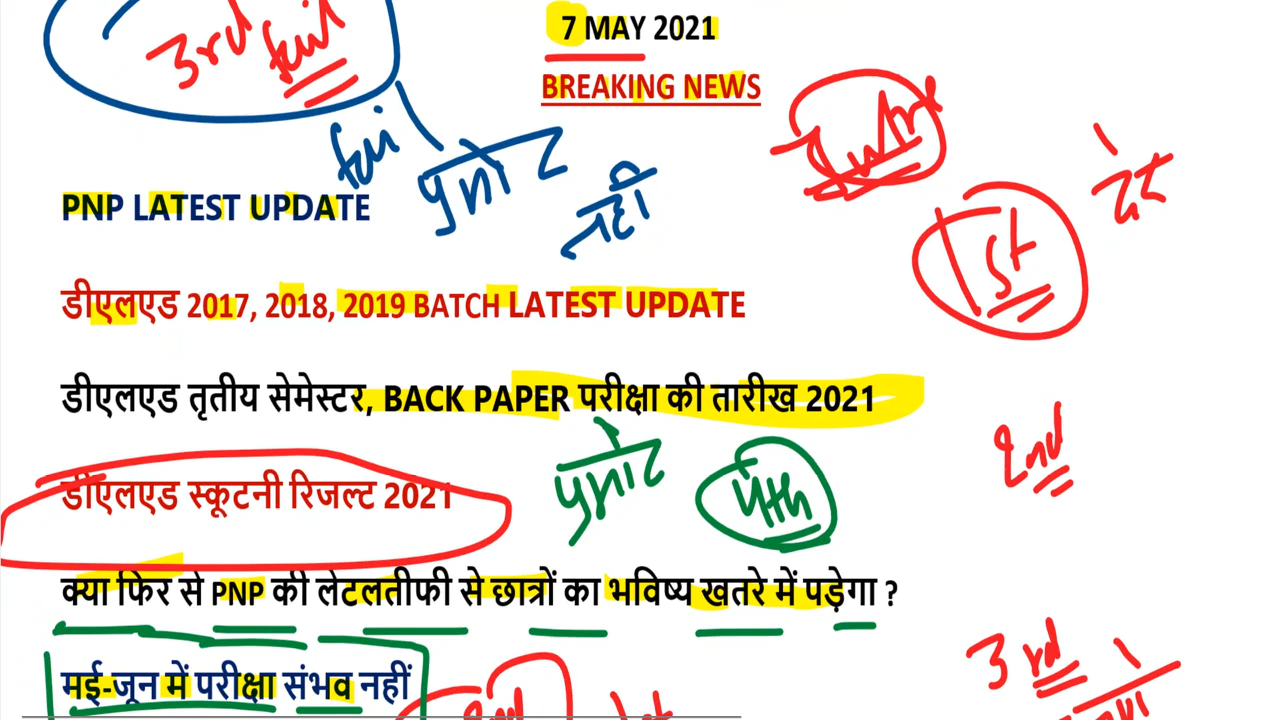 3rd fail
7 MAY 2021
BREAKING NEWS
fail
प्रमोट
नहीं
1st
PNP LATEST UPDATE
डीएलएड 2017, 2018, 2019 BATCH LATEST UPDATE
डीएलएड तृतीय सेमेस्टर, BACK PAPER परीक्षा की तारीख 2021
2nd
डीएलएड स्कूटनी रिजल्ट 2021
प्रमोट
4th
क्या फिर से PNP की लेटलतीफी से छात्रों का भविष्य खतरे में पड़ेगा ?
3rd
मई-जून में परीक्षा संभव नहीं